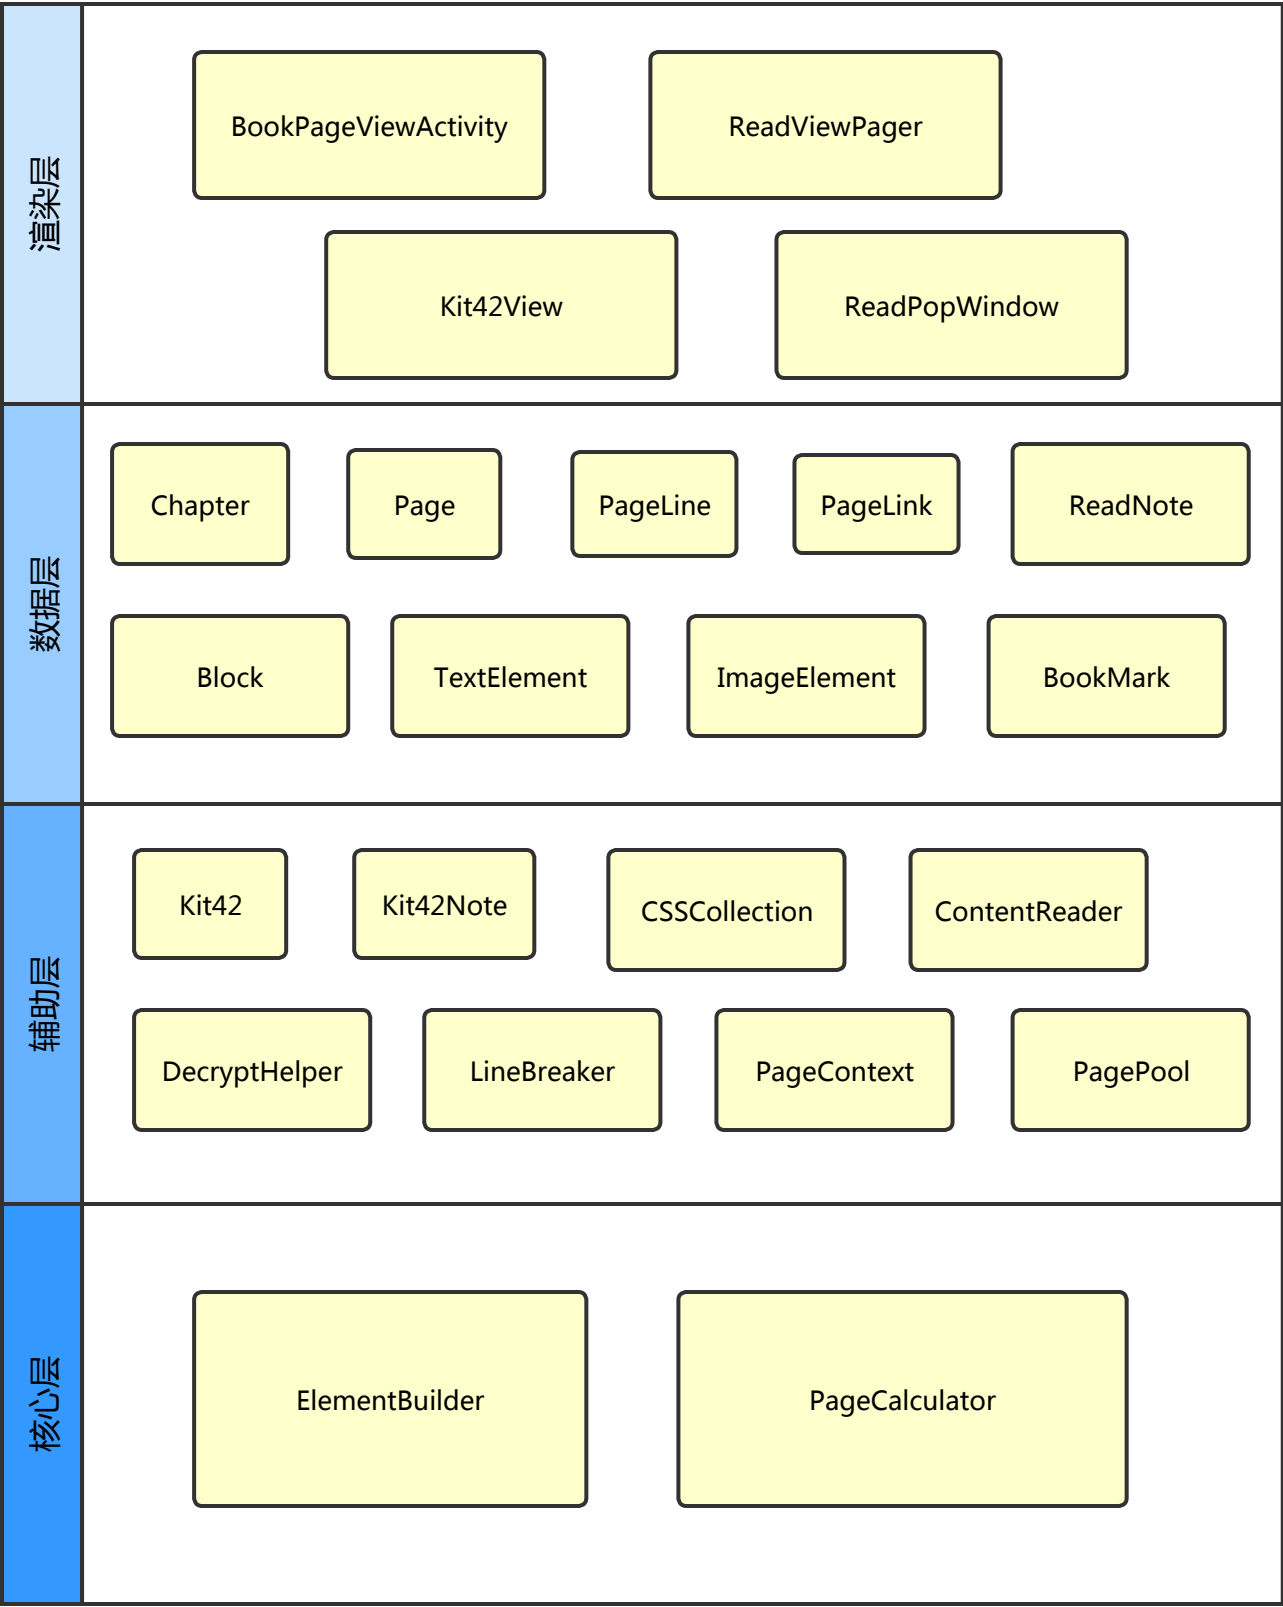 渲染层
BookPageViewActivity
ReadViewPager
Kit42View
ReadPopWindow
数据层
Chapter
Page
PageLine
PageLink
ReadNote
Block
TextElement
ImageElement
BookMark
辅助层
Kit42
Kit42Note
CSSCollection
ContentReader
DecryptHelper
LineBreaker
PageContext
PagePool
核心层
ElementBuilder
PageCalculator